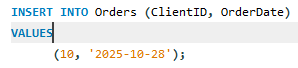 INSERT INTO Orders (ClientID, OrderDate)
VALUES
(10, '2025-10-28');